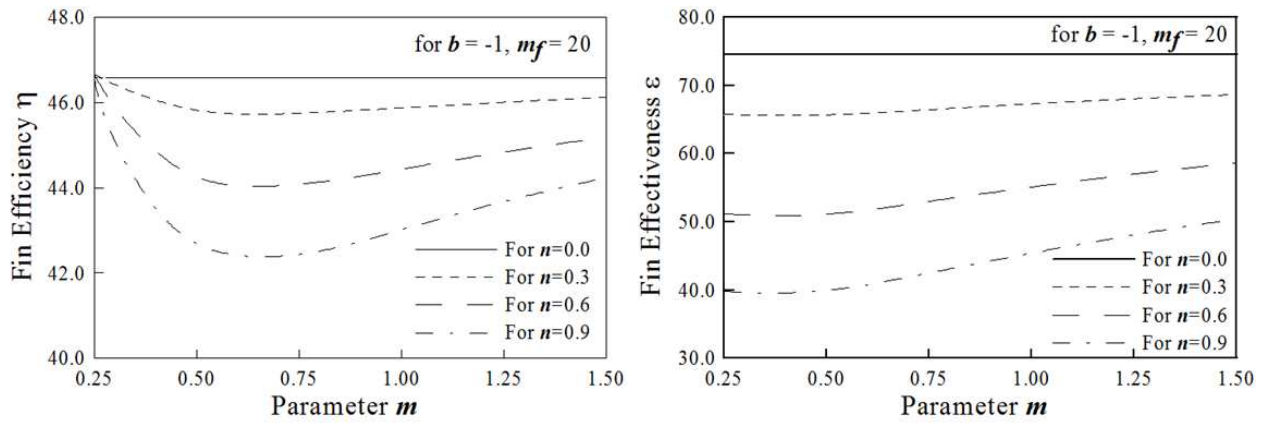 48.0
for b = -1, mf = 20
46.0
44.0
42.0
40.0
Fin Efficiency η
For n=0.0
For n=0.3
For n=0.6
For n=0.9
0.25 0.50 0.75 1.00 1.25 1.50
Parameter m
80.0
for b = -1, mf = 20
70.0
60.0
50.0
40.0
30.0
Fin Effectiveness ε
For n=0.0
For n=0.3
For n=0.6
For n=0.9
0.25 0.50 0.75 1.00 1.25 1.50
Parameter m